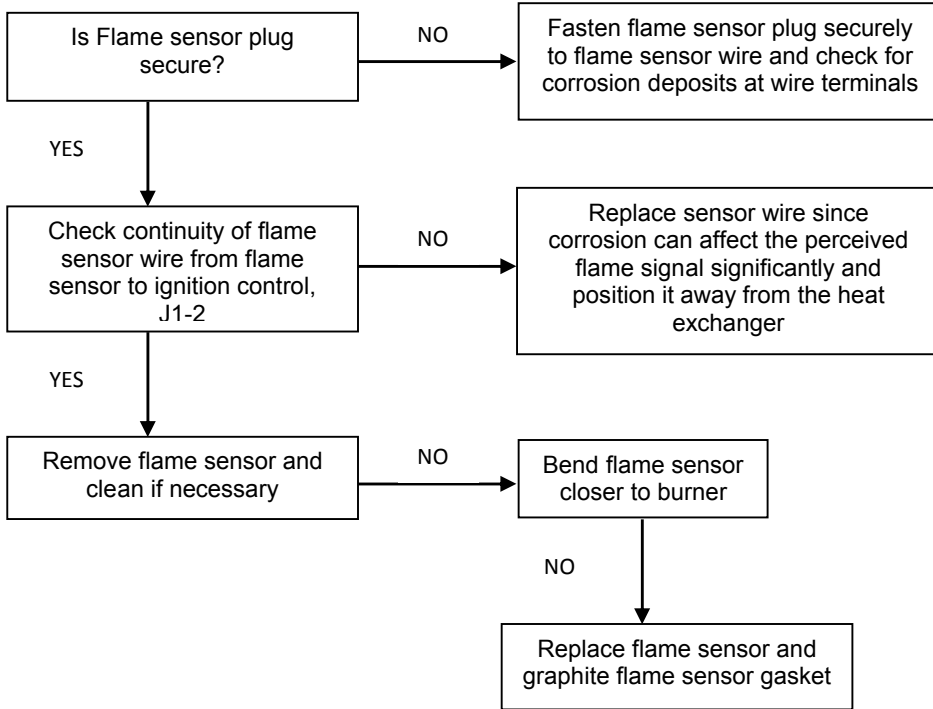 Is Flame sensor plug
secure?
NO
Fasten flame sensor plug securely
to flame sensor wire and check for
corrosion deposits at wire terminals
YES
Check continuity of flame
sensor wire from flame
sensor to ignition control,
J1-2
NO
Replace sensor wire since
corrosion can affect the perceived
flame signal significantly and
position it away from the heat
exchanger
YES
Remove flame sensor and
clean if necessary
NO
Bend flame sensor
closer to burner
NO
Replace flame sensor and
graphite flame sensor gasket